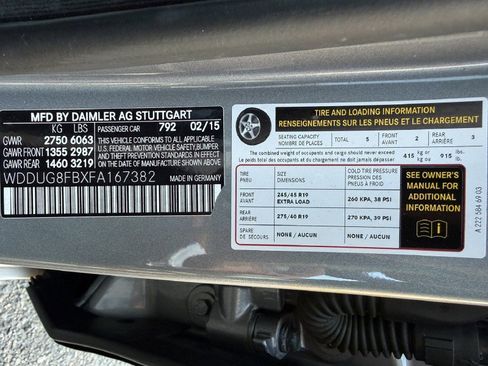 MFD BY DAIMLER AG STUTTGART
KG LBS PASSENGER CAR 792 02/15
GVWR 2750 6063
GAWR FRONT 1355 2987
GAWR REAR 1460 3219
THIS VEHICLE CONFORMS TO ALL APPLICABLE
U.S. FEDERAL MOTOR VEHICLE SAFETY, BUMPER,
AND THEFT PREVENTION STANDARDS IN EFFECT
ON THE DATE OF MANUFACTURE SHOWN ABOVE.
WDDUG8FBXFA167382
TIRE AND LOADING INFORMATION
RENSEIGNEMENTS SUR LES PNEUS ET LE CHARGEMENT
SEATING CAPACITY
NOMBRE DE PLACES
TOTAL 5
FRONT
AVANT 2
REAR
ARRIÈRE 3
The combined weight of occupants and cargo should never exceed
Le poids total des occupants et du chargement ne doit jamais dépasser
415 kg or kg ou 915 lbs. lb.
TIRE
PNEU
SIZE
DIMENSIONS
COLD TIRE PRESSURE
PRESSION DES
PNEUS À FROID
FRONT
AVANT
245/45 R19
EXTRA LOAD
260 KPA, 38 PSI
REAR
ARRIÈRE
275/40 R19
270 KPA, 39 PSI
SPARE
DE SECOURS
NONE / AUCUN
NONE / AUCUN
SEE OWNER'S
MANUAL FOR
ADDITIONAL
INFORMATION
A 222 584 69 03